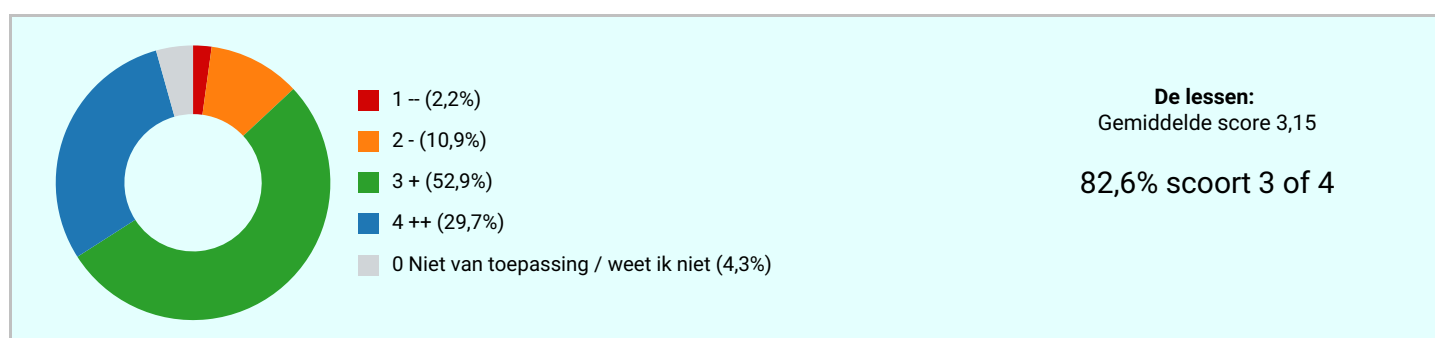 1 -- (2,2%)
2 - (10,9%)
3 + (52,9%)
4 ++ (29,7%)
0 Niet van toepassing / weet ik niet (4,3%)
De lessen:
Gemiddelde score 3,15
82,6% scoort 3 of 4